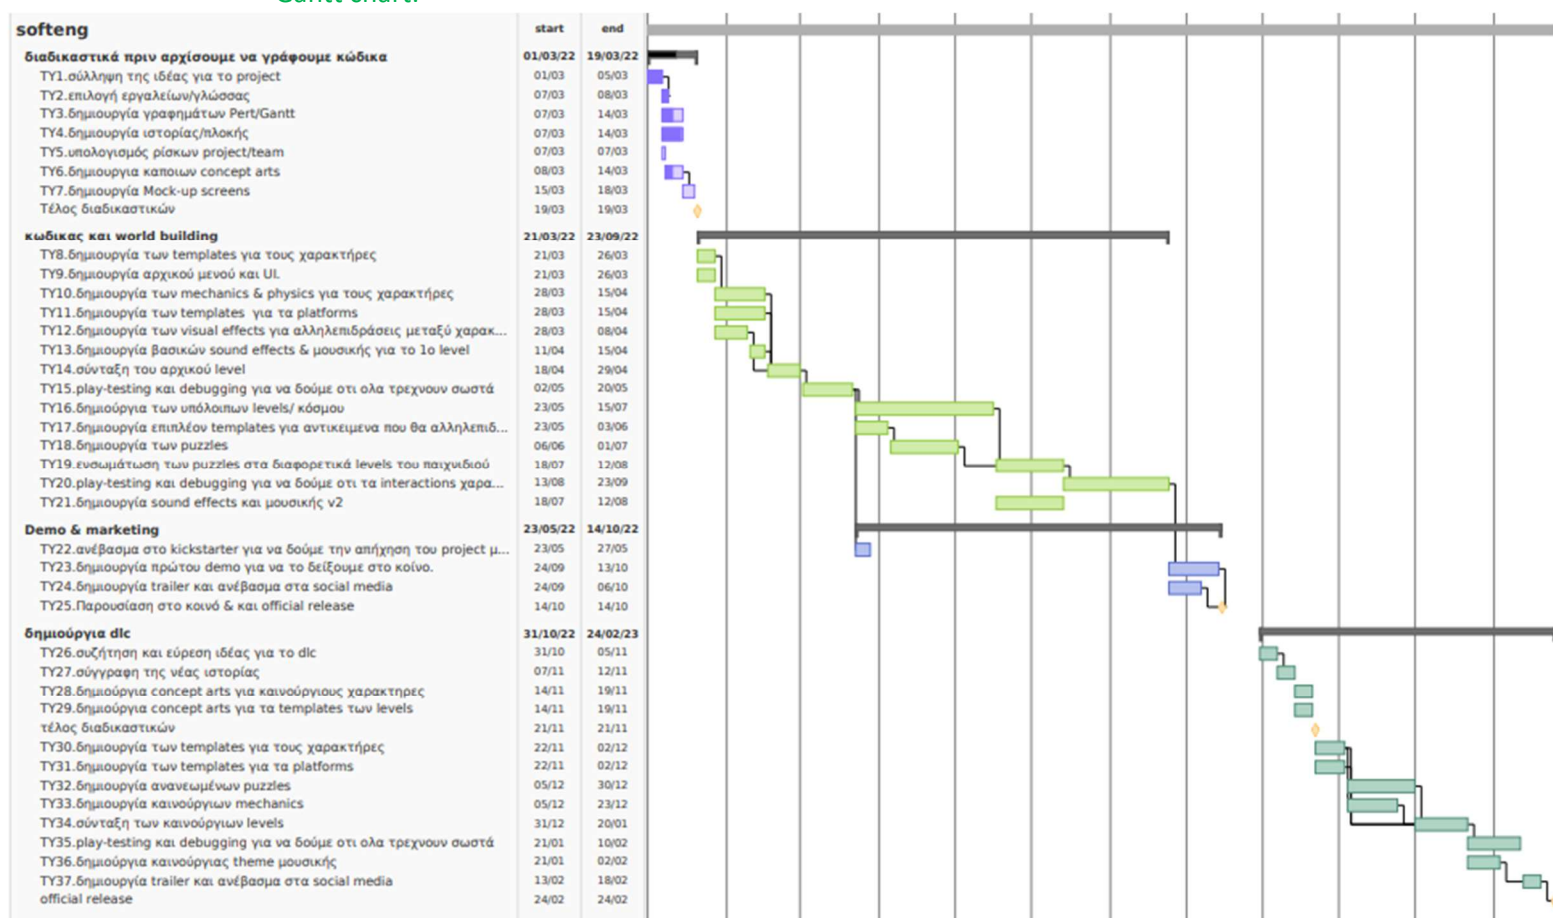 Gantt chart:
softeng start end
διαδικαστικά πριν αρχίσουμε να γράφουμε κώδικα 01/03/22 19/03/22
TY1.σύλληψη της ιδέας για το project 01/03 05/03
TY2.επιλογή εργαλείων/γλώσσας 07/03 08/03
TY3.δημιουργία γραφημάτων Pert/Gantt 07/03 14/03
TY4.δημιουργία ιστορίας/πλοκής 07/03 14/03
TY5.υπολογισμός ρίσκων project/team 07/03 07/03
TY6.δημιουργια καποιων concept arts 08/03 14/03
TY7.δημιουργία Mock-up screens 15/03 18/03
Τέλος διαδικαστικών 19/03 19/03
κωδικας και world building 21/03/22 23/09/22
TY8.δημιουργία των templates για τους χαρακτήρες 21/03 26/03
TY9.δημιουργία αρχικού μενού και UI. 21/03 26/03
TY10.δημιουργία των mechanics & physics για τους χαρακτήρες 28/03 15/04
TY11.δημιουργία των templates για τα platforms 28/03 15/04
TY12.δημιουργία των visual effects για αλληλεπιδράσεις μεταξύ χαρακ... 28/03 08/04
TY13.δημιουργία βασικών sound effects & μουσικής για το 1ο level 11/04 15/04
TY14.σύνταξη του αρχικού level 18/04 29/04
TY15.play-testing και debugging για να δούμε οτι ολα τρεχνουν σωστά 02/05 20/05
TY16.δημιούργια των υπόλοιπων levels/ κόσμου 23/05 15/07
TY17.δημιουργία επιπλέον templates για αντικειμενα που θα αλληλεπιδ... 23/05 03/06
TY18.δημιουργία των puzzles 06/06 01/07
TY19.ενσωμάτωση των puzzles στα διαφορετικά levels του παιχνιδιού 18/07 12/08
TY20.play-testing και debugging για να δούμε οτι τα interactions χαρα... 13/08 23/09
TY21.δημιουργία sound effects και μουσικής v2 18/07 12/08
Demo & marketing 23/05/22 14/10/22
TY22.ανέβασμα στο kickstarter για να δούμε την απήχηση του project μ... 23/05 27/05
TY23.δημιουργία πρώτου demo για να το δείξουμε στο κοίνο. 24/09 13/10
TY24.δημιουργία trailer και ανέβασμα στα social media 24/09 06/10
TY25.Παρουσίαση στο κοινό & και official release 14/10 14/10
δημιούργια dlc 31/10/22 24/02/23
TY26.συζήτηση και εύρεση ιδέας για το dlc 31/10 05/11
TY27.σύγγραφη της νέας ιστορίας 07/11 12/11
TY28.δημιούργια concept arts για καινούργιους χαρακτηρες 14/11 19/11
TY29.δημιούργια concept arts για τα templates των levels 14/11 19/11
τέλος διαδικαστικών 21/11 21/11
TY30.δημιουργία των templates για τους χαρακτήρες 22/11 02/12
TY31.δημιουργία των templates για τα platforms 22/11 02/12
TY32.δημιουργία ανανεωμένων puzzles 05/12 30/12
TY33.δημιουργία καινούργιων mechanics 05/12 23/12
TY34.σύνταξη των καινούργιων levels 31/12 20/01
TY35.play-testing και debugging για να δούμε οτι ολα τρεχνουν σωστά 21/01 10/02
TY36.δημιούργια καινούργιας theme μουσικής 21/01 02/02
TY37.δημιουργία trailer και ανέβασμα στα social media 13/02 18/02
official release 24/02 24/02